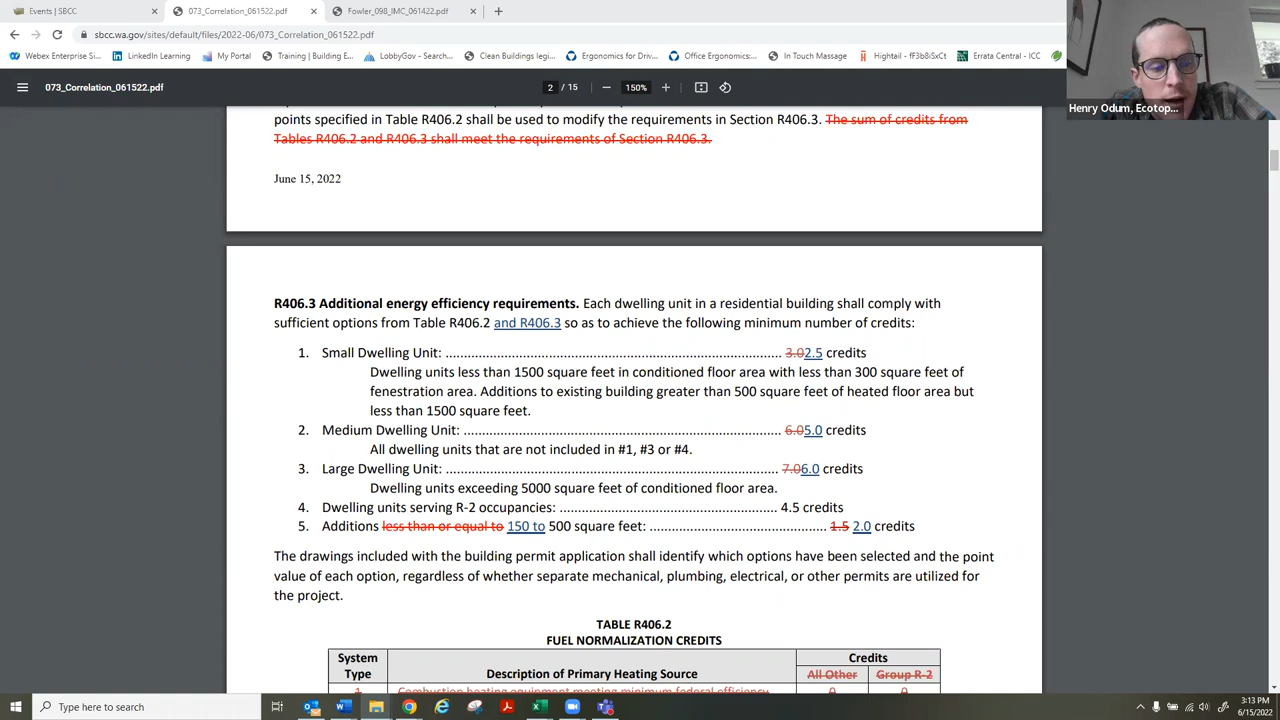 Events | SBCC
073_Correlation_061522.pdf
Fowler_098_IMC_061422.pdf
sbcc.wa.gov/sites/default/files/2022-06/073_Correlation_061522.pdf
Webex Enterprise Si...
LinkedIn Learning
My Portal
Training | Building E...
LobbyGov - Search...
Clean Buildings legi...
Ergonomics for Driv...
Office Ergonomics:...
In Touch Massage
Hightail - fF3b8iSxCt
Errata Central - ICC
073_Correlation_061522.pdf
2 / 15
150%
Henry Odum, Ecotop...
points specified in Table R406.2 shall be used to modify the requirements in Section R406.3. The sum of credits from
Tables R406.2 and R406.3 shall meet the requirements of Section R406.3.
June 15, 2022
R406.3 Additional energy efficiency requirements. Each dwelling unit in a residential building shall comply with
sufficient options from Table R406.2 and R406.3 so as to achieve the following minimum number of credits:
1. Small Dwelling Unit: .......................................................................................... 3.02.5 credits
Dwelling units less than 1500 square feet in conditioned floor area with less than 300 square feet of
fenestration area. Additions to existing building greater than 500 square feet of heated floor area but
less than 1500 square feet.
2. Medium Dwelling Unit: ..................................................................................... 6.05.0 credits
All dwelling units that are not included in #1, #3 or #4.
3. Large Dwelling Unit: ......................................................................................... 7.06.0 credits
Dwelling units exceeding 5000 square feet of conditioned floor area.
4. Dwelling units serving R-2 occupancies: ........................................................... 4.5 credits
5. Additions less than or equal to 150 to 500 square feet: ................................................ 1.5 2.0 credits
The drawings included with the building permit application shall identify which options have been selected and the point
value of each option, regardless of whether separate mechanical, plumbing, electrical, or other permits are utilized for
the project.
TABLE R406.2
FUEL NORMALIZATION CREDITS
System Type
Description of Primary Heating Source
Credits
All Other
Group R-2
1
Combustion heating equipment meeting minimum federal efficiency
0
0
Type here to search
3:13 PM
6/15/2022